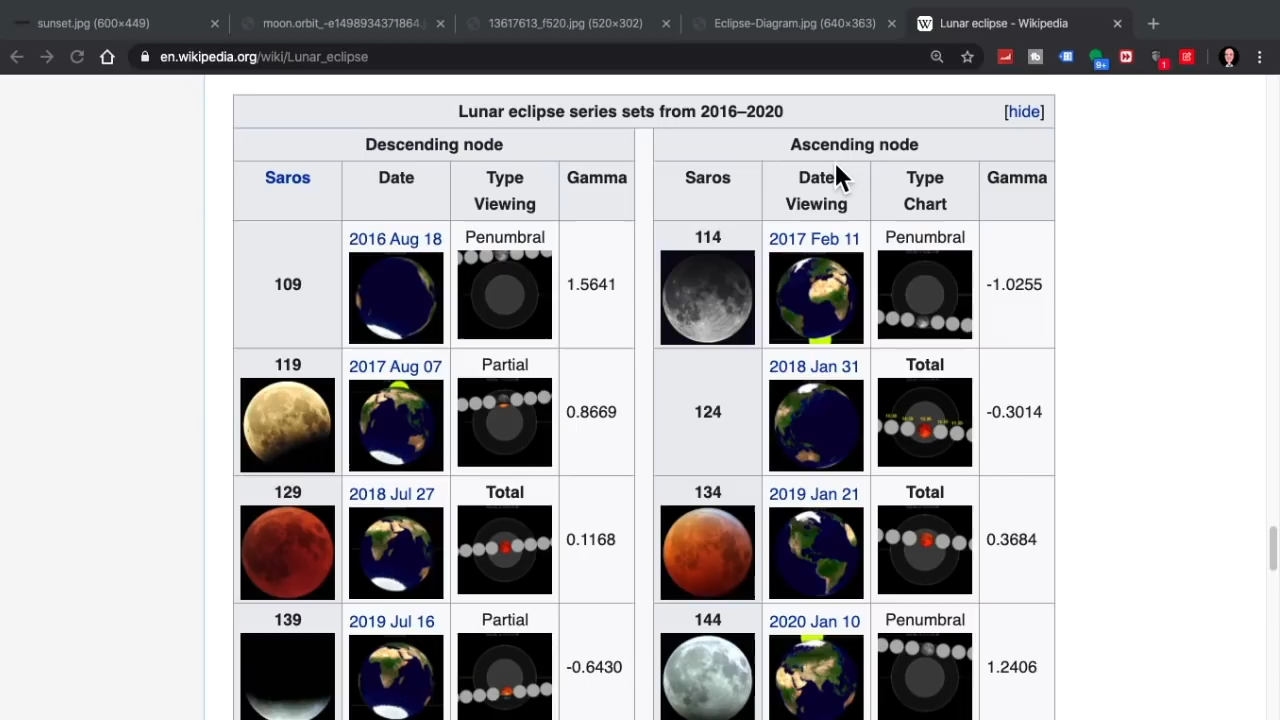 sunset.jpg (600×449)
moon.orbit_-e1498934371864.
13617613_f520.jpg (520×302)
Eclipse-Diagram.jpg (640×363)
Lunar eclipse - Wikipedia
en.wikipedia.org/wiki/Lunar_eclipse
9+
1
Lunar eclipse series sets from 2016–2020 [hide]
Descending node Ascending node
Saros Date Type Viewing Gamma Saros Date Viewing Type Chart Gamma
109 2016 Aug 18 Penumbral 1.5641 114 2017 Feb 11 Penumbral -1.0255
119 2017 Aug 07 Partial 0.8669 124 2018 Jan 31 Total -0.3014
129 2018 Jul 27 Total 0.1168 134 2019 Jan 21 Total 0.3684
139 2019 Jul 16 Partial -0.6430 144 2020 Jan 10 Penumbral 1.2406